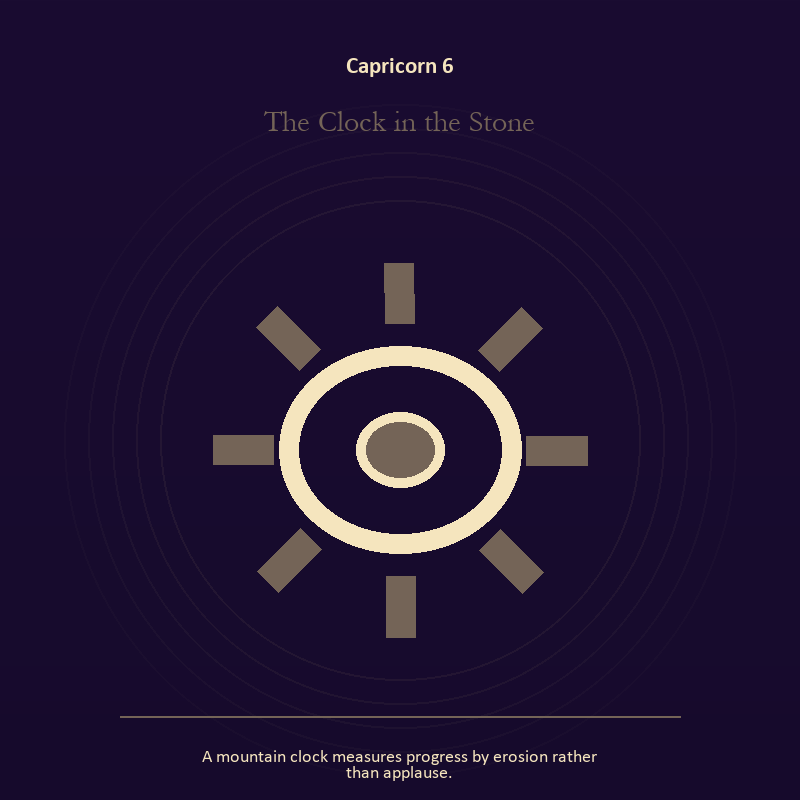 Capricorn 6
The Clock in the Stone
A mountain clock measures progress by erosion rather
than applause.